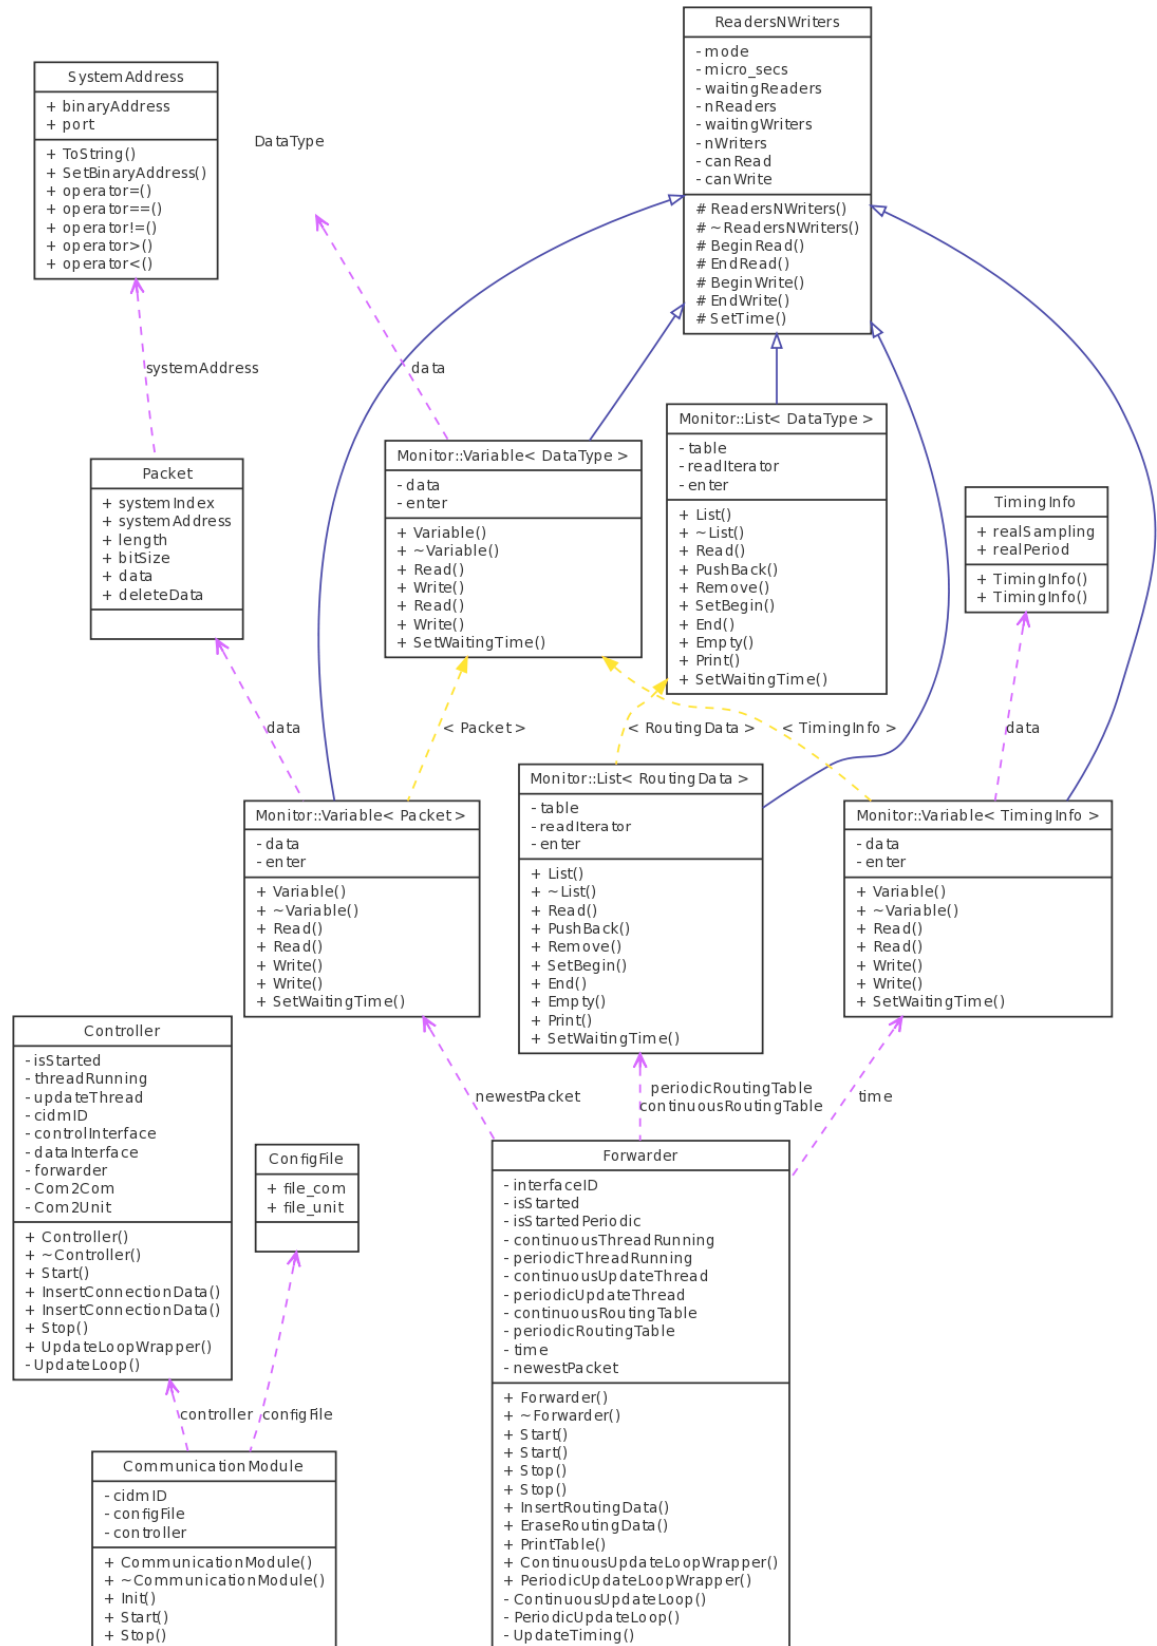 ReadersNWriters
- mode
- micro_secs
- waitingReaders
- nReaders
- waitingWriters
- nWriters
- canRead
- canWrite
# ReadersNWriters()
# ~ReadersNWriters()
# BeginRead()
# EndRead()
# BeginWrite()
# EndWrite()
# SetTime()
SystemAddress
+ binaryAddress
+ port
+ ToString()
+ SetBinaryAddress()
+ operator=()
+ operator==()
+ operator!=()
+ operator>()
+ operator<()
DataType
systemAddress
data
Packet
+ systemIndex
+ systemAddress
+ length
+ bitSize
+ data
+ deleteData
Monitor::Variable< DataType >
- data
- enter
+ Variable()
+ ~Variable()
+ Read()
+ Write()
+ Read()
+ Write()
+ SetWaitingTime()
Monitor::List< DataType >
- table
- readIterator
- enter
+ List()
+ ~List()
+ Read()
+ PushBack()
+ Remove()
+ SetBegin()
+ End()
+ Empty()
+ Print()
+ SetWaitingTime()
TimingInfo
+ realSampling
+ realPeriod
+ TimingInfo()
+ TimingInfo()
data
< Packet >
< RoutingData >
< TimingInfo >
data
Monitor::Variable< Packet >
- data
- enter
+ Variable()
+ ~Variable()
+ Read()
+ Read()
+ Write()
+ Write()
+ SetWaitingTime()
Monitor::List< RoutingData >
- table
- readIterator
- enter
+ List()
+ ~List()
+ Read()
+ PushBack()
+ Remove()
+ SetBegin()
+ End()
+ Empty()
+ Print()
+ SetWaitingTime()
Monitor::Variable< TimingInfo >
- data
- enter
+ Variable()
+ ~Variable()
+ Read()
+ Read()
+ Write()
+ Write()
+ SetWaitingTime()
Controller
- isStarted
- threadRunning
- updateThread
- cidmID
- controlInterface
- dataInterface
- forwarder
- Com2Com
- Com2Unit
+ Controller()
+ ~Controller()
+ Start()
+ InsertConnectionData()
+ InsertConnectionData()
+ Stop()
+ UpdateLoopWrapper()
- UpdateLoop()
ConfigFile
+ file_com
+ file_unit
newestPacket
periodicRoutingTable
continuousRoutingTable
time
Forwarder
- interfaceID
- isStarted
- isStartedPeriodic
- continuousThreadRunning
- periodicThreadRunning
- continuousUpdateThread
- periodicUpdateThread
- continuousRoutingTable
- periodicRoutingTable
- time
- newestPacket
+ Forwarder()
+ ~Forwarder()
+ Start()
+ Start()
+ Stop()
+ Stop()
+ InsertRoutingData()
+ EraseRoutingData()
+ PrintTable()
+ ContinuousUpdateLoopWrapper()
+ PeriodicUpdateLoopWrapper()
- ContinuousUpdateLoop()
- PeriodicUpdateLoop()
- UpdateTiming()
controller
configFile
CommunicationModule
- cidmID
- configFile
- controller
+ CommunicationModule()
+ ~CommunicationModule()
+ Init()
+ Start()
+ Stop()